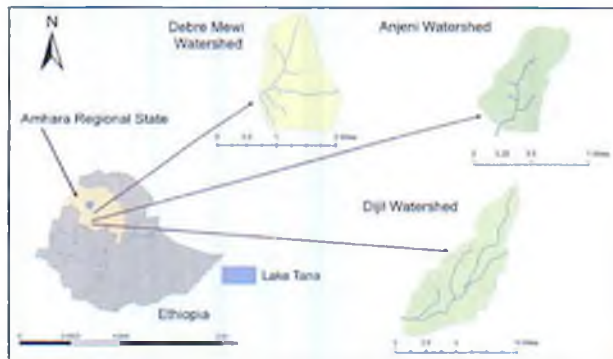 N
Debre Mewi
Watershed
Anjeni Watershed
Amhara Regional State
Dijil Watershed
Lake Tana
Ethiopia